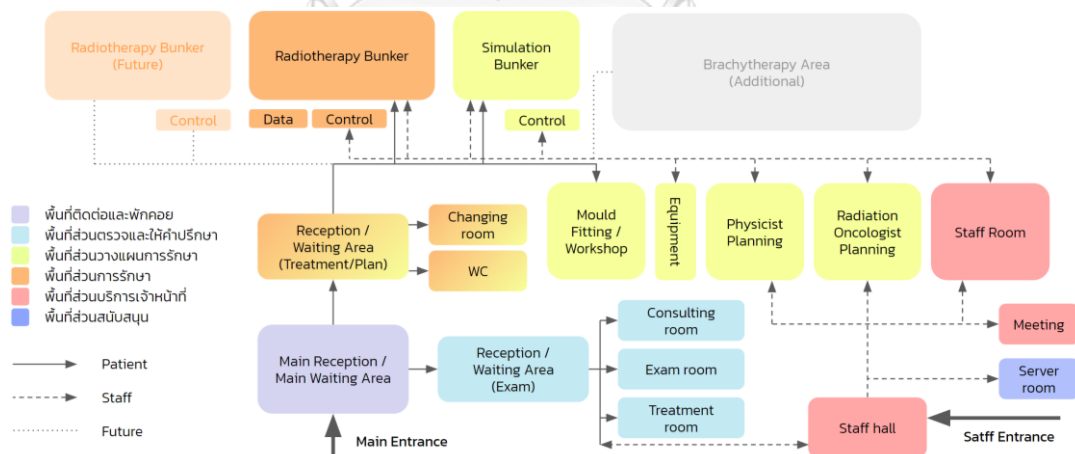 Radiotherapy Bunker
(Future)
Radiotherapy Bunker
Simulation
Bunker
Brachytherapy Area
(Additional)
Control
Data
Control
Control
พื้นที่ติดต่อและพักคอย
พื้นที่ส่วนตรวจและให้คำปรึกษา
พื้นที่ส่วนวางแผนการรักษา
พื้นที่ส่วนการรักษา
พื้นที่ส่วนบริการเจ้าหน้าที่
พื้นที่ส่วนสนับสนุน
Patient
Staff
Future
Reception /
Waiting Area
(Treatment/Plan)
Changing
room
WC
Mould
Fitting /
Workshop
Equipment
Physicist
Planning
Radiation
Oncologist
Planning
Staff Room
Main Reception /
Main Waiting Area
Reception /
Waiting Area
(Exam)
Consulting
room
Exam room
Treatment
room
Meeting
Server
room
Staff hall
Main Entrance
Satff Entrance